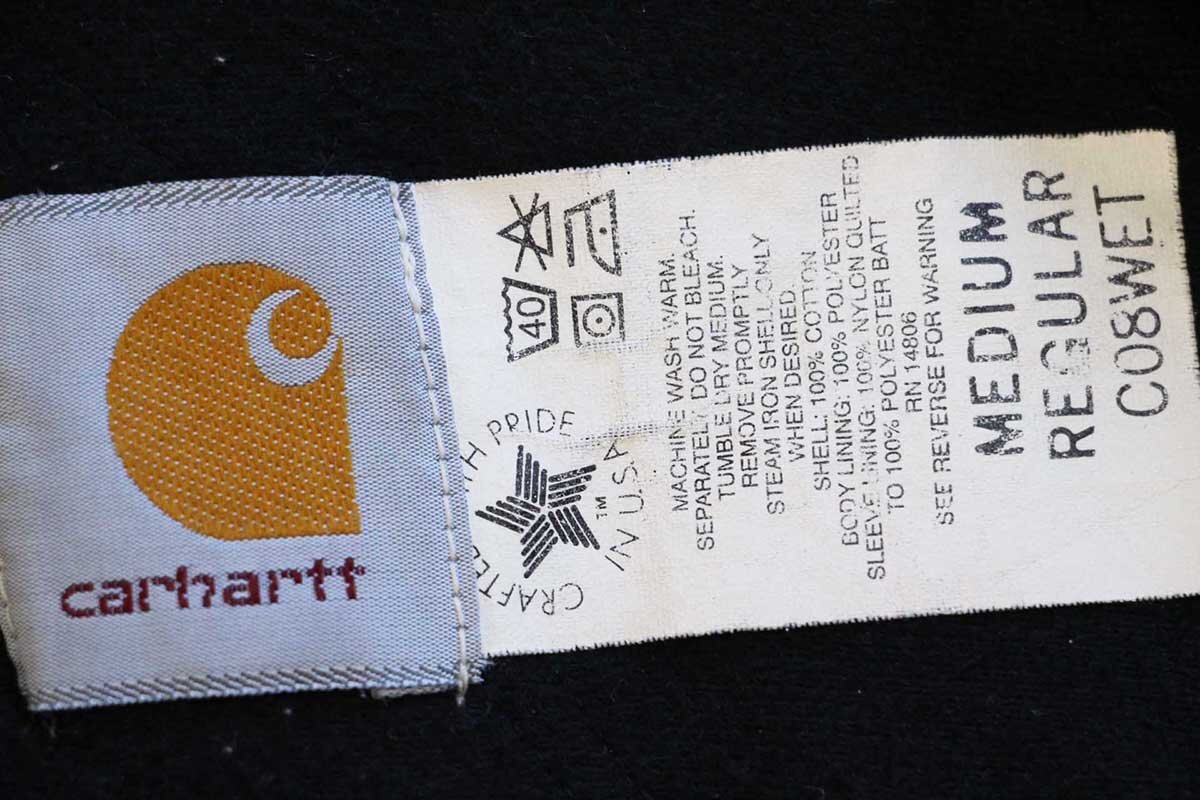 carhartt
40
CRAFTED WITH PRIDE
IN U.S.A
™
MACHINE WASH WARM.
SEPARATELY DO NOT BLEACH.
TUMBLE DRY MEDIUM.
REMOVE PROMPTLY
STEAM IRON SHELL ONLY
WHEN DESIRED.
SHELL: 100% COTTON
BODY LINING: 100% POLYESTER
SLEEVE LINING: 100% NYLON QUILTED
TO 100% POLYESTER BATT
RN 14806
SEE REVERSE FOR WARNING
MEDIUM
REGULAR
C08WET